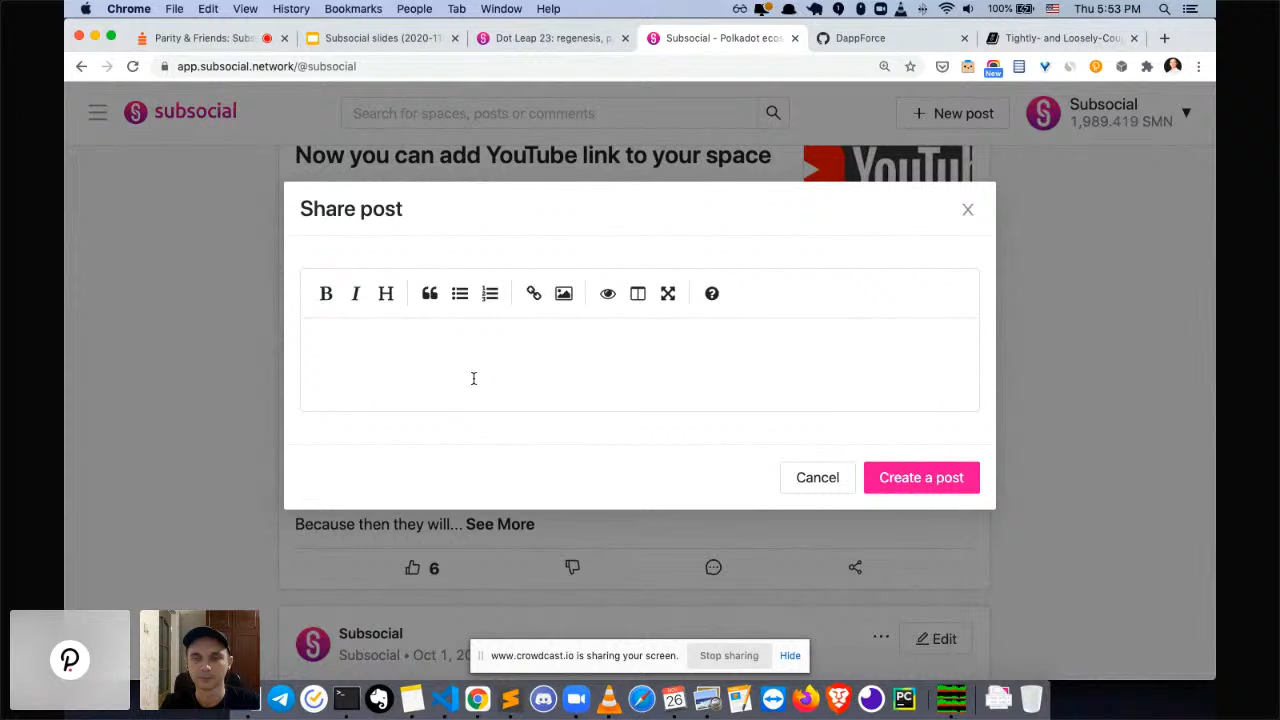 Chrome File Edit View History Bookmarks People Tab Window Help 100% Thu 5:53 PM
Parity & Friends: Subs
Subsocial slides (2020-11
Dot Leap 23: regenesis, p
Subsocial - Polkadot ecos
DappForce
Tightly- and Loosely-Cou
app.subsocial.network/@subsocial
New
subsocial
Search for spaces, posts or comments
New post
Subsocial
1,989.419 SMN
Now you can add YouTube link to your space
Share post
X
B I H
Cancel
Create a post
Because then they will... See More
6
Subsocial
Subsocial • Oct 1, 20
Edit
www.crowdcast.io is sharing your screen.
Stop sharing
Hide
26